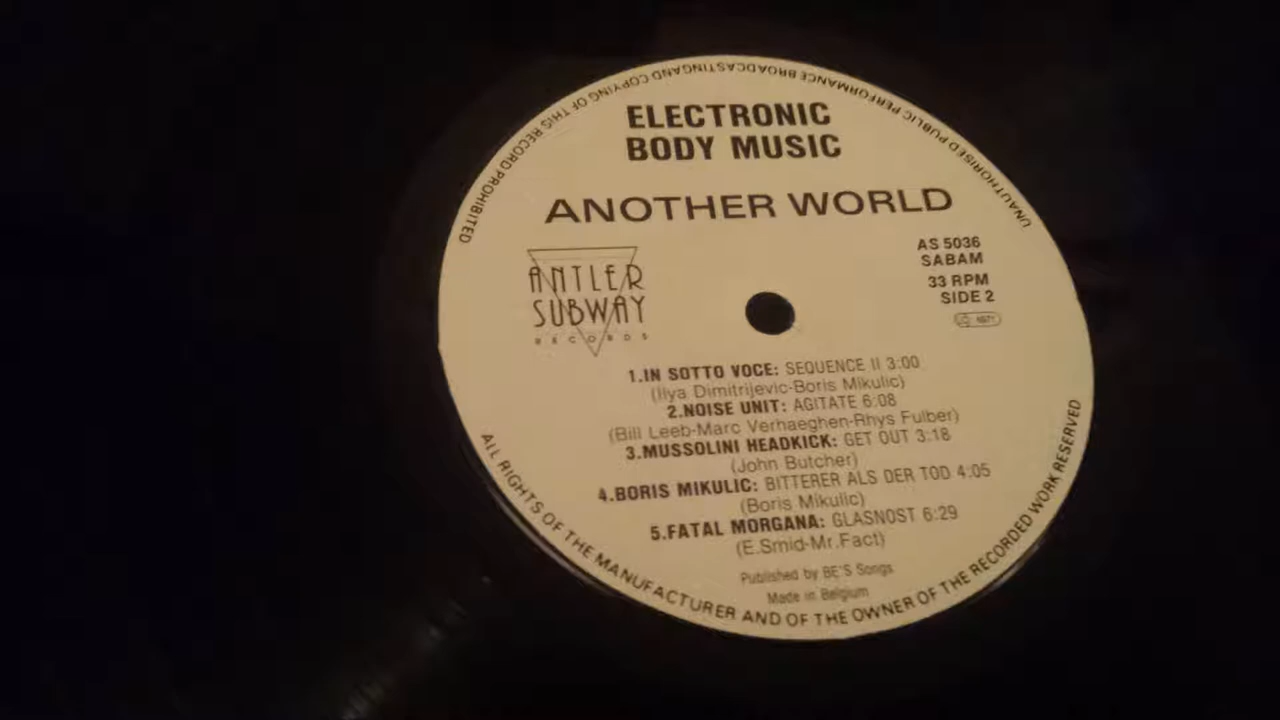 UNAUTHORISED PUBLIC PERFORMANCE BROADCASTINGAND COPYING OF THIS RECORD PROHIBITED
ELECTRONIC
BODY MUSIC
ANOTHER WORLD
ANTLER
SUBWAY
RECORDS
AS 5036
SABAM
33 RPM
SIDE 2
1.IN SOTTO VOCE: SEQUENCE II 3:00
(Ilya Dimitrijevic-Boris Mikulic)
2.NOISE UNIT: AGITATE 6:08
(Bill Leeb-Marc Verhaeghen-Rhys Fulber)
3.MUSSOLINI HEADKICK: GET OUT 3:18
(John Butcher)
4.BORIS MIKULIC: BITTERER ALS DER TOD 4:05
(Boris Mikulic)
5.FATAL MORGANA: GLASNOST 6:29
(E.Smid-Mr.Fact)
Published by BE'S Songs
Made in Belgium
ALL RIGHTS OF THE MANUFACTURER AND OF THE OWNER OF THE RECORDED WORK RESERVED